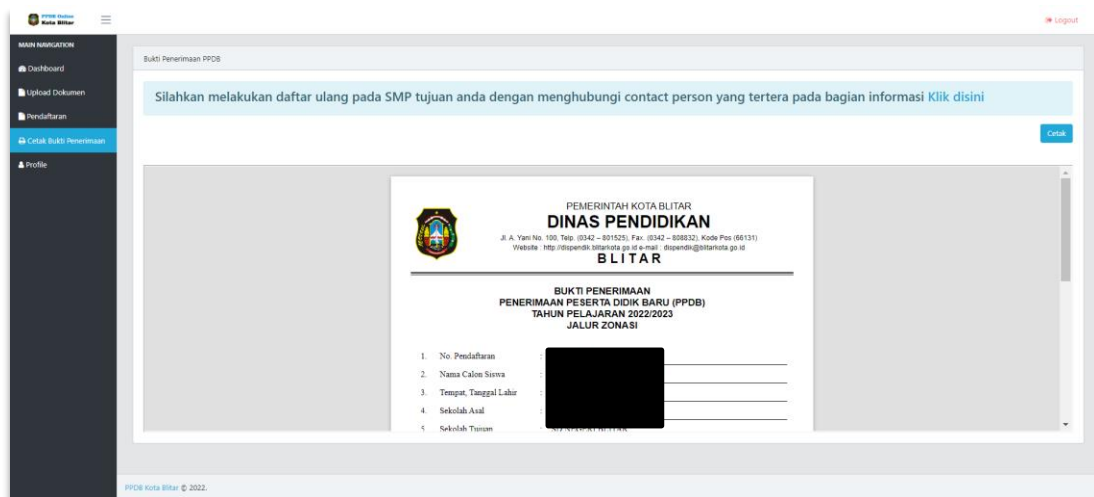 PPDB Online
Kota Blitar
Logout
MAIN NAVIGATION
Dashboard
Upload Dokumen
Pendaftaran
Cetak Bukti Penerimaan
Profile
Bukti Penerimaan PPDB
Silahkan melakukan daftar ulang pada SMP tujuan anda dengan menghubungi contact person yang tertera pada bagian informasi Klik disini
Cetak
PEMERINTAH KOTA BLITAR
DINAS PENDIDIKAN
Jl. A. Yani No. 100, Telp. (0342 – 801525), Fax. (0342 – 808832), Kode Pos (66131)
Website : http://dispendik.blitarkota.go.id e-mail : dispendik@blitarkota.go.id
B L I T A R
BUKTI PENERIMAAN
PENERIMAAN PESERTA DIDIK BARU (PPDB)
TAHUN PELAJARAN 2022/2023
JALUR ZONASI
1. No. Pendaftaran :
2. Nama Calon Siswa :
3. Tempat, Tanggal Lahir :
4. Sekolah Asal :
5. Sekolah Tujuan :
PPDB Kota Blitar © 2022.